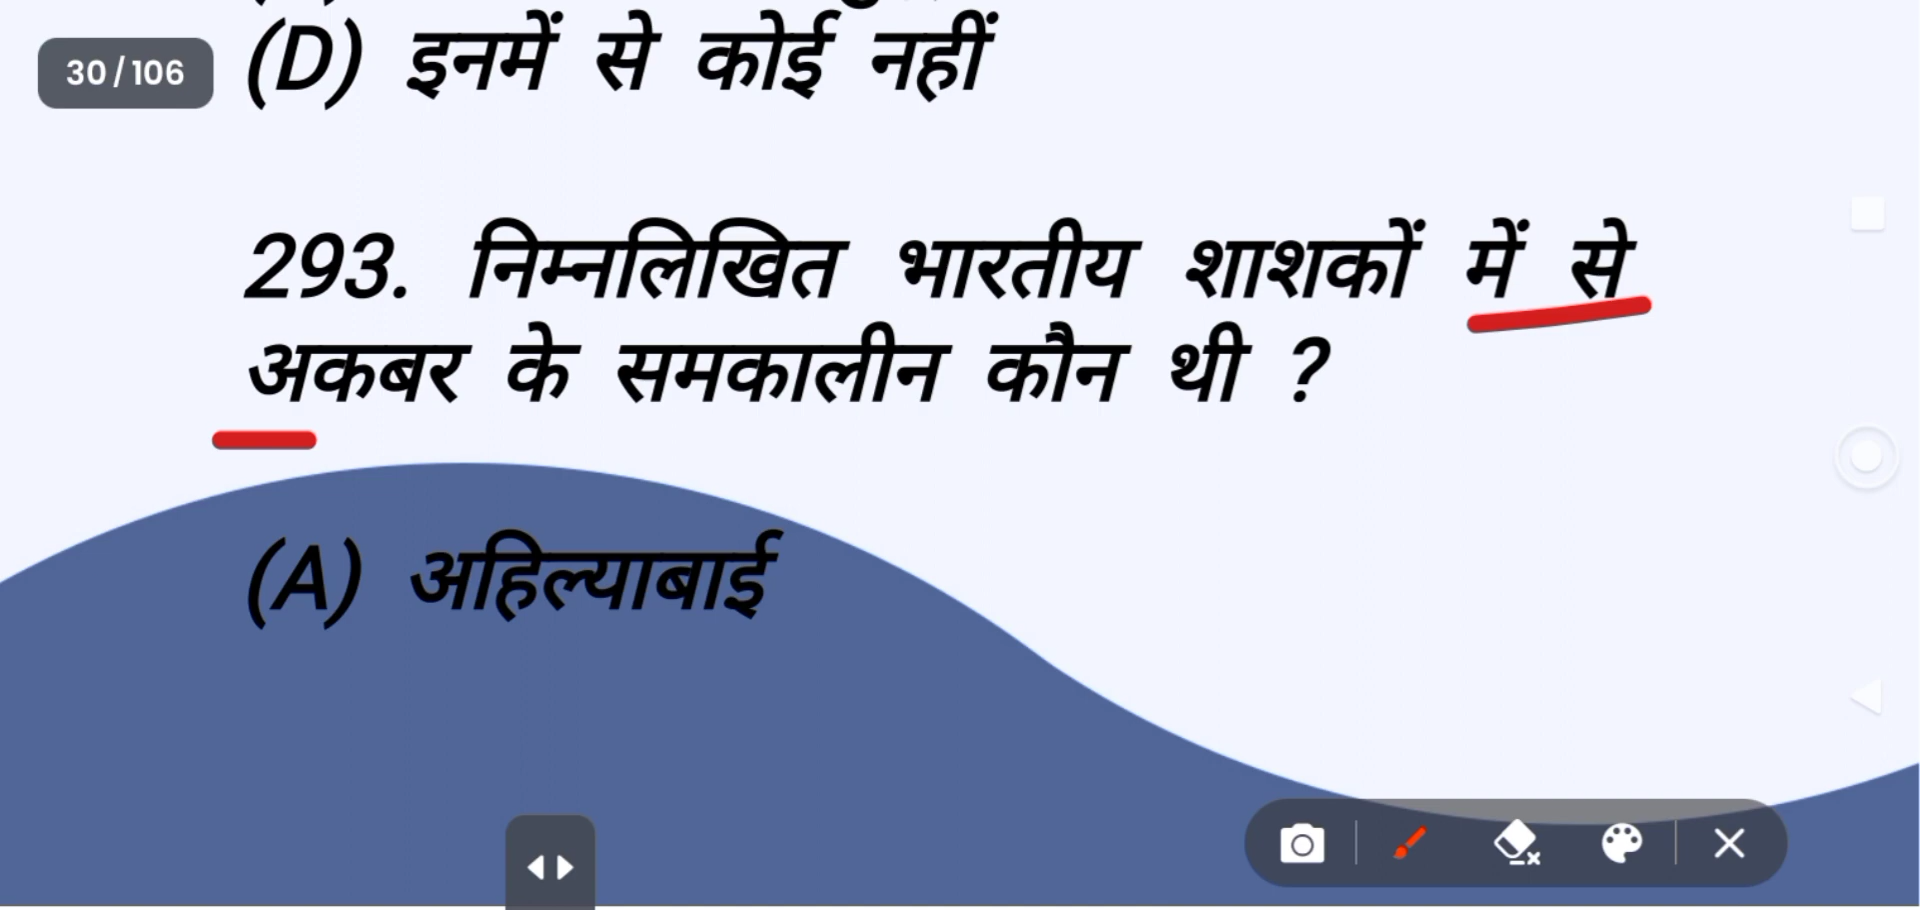 30/106
(D) इनमें से कोई नहीं
293. निम्नलिखित भारतीय शाशकों में से
अकबर के समकालीन कौन थी ?
(A) अहिल्याबाई